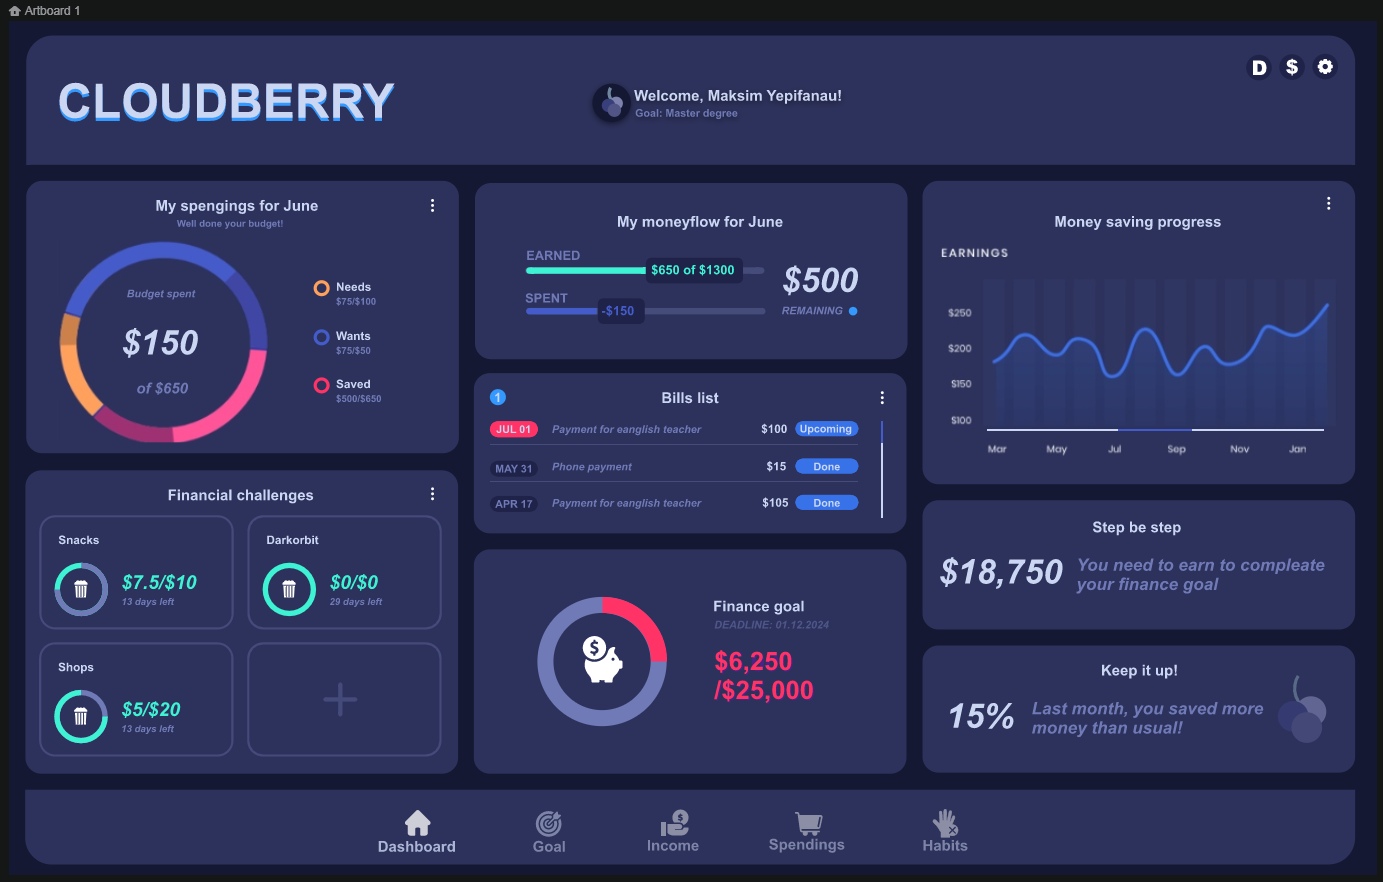 Artboard 1
CLOUDBERRY
Welcome, Maksim Yepifanau!
Goal: Master degree
D
$
My spengings for June
Well done your budget!
Budget spent
$150
of $650
Needs
$75/$100
Wants
$75/$50
Saved
$500/$650
My moneyflow for June
EARNED
$650 of $1300
SPENT
-$150
$500
REMAINING
Money saving progress
EARNINGS
$250
$200
$150
$100
Mar May Jul Sep Nov Jan
1
Bills list
JUL 01 Payment for eanglish teacher $100 Upcoming
MAY 31 Phone payment $15 Done
APR 17 Payment for eanglish teacher $105 Done
Financial challenges
Snacks
$7.5/$10
13 days left
Darkorbit
$0/$0
29 days left
Shops
$5/$20
13 days left
$
Finance goal
DEADLINE: 01.12.2024
$6,250
/$25,000
Step be step
$18,750
You need to earn to compleate
your finance goal
Keep it up!
15%
Last month, you saved more
money than usual!
$
Dashboard
Goal
Income
Spendings
Habits